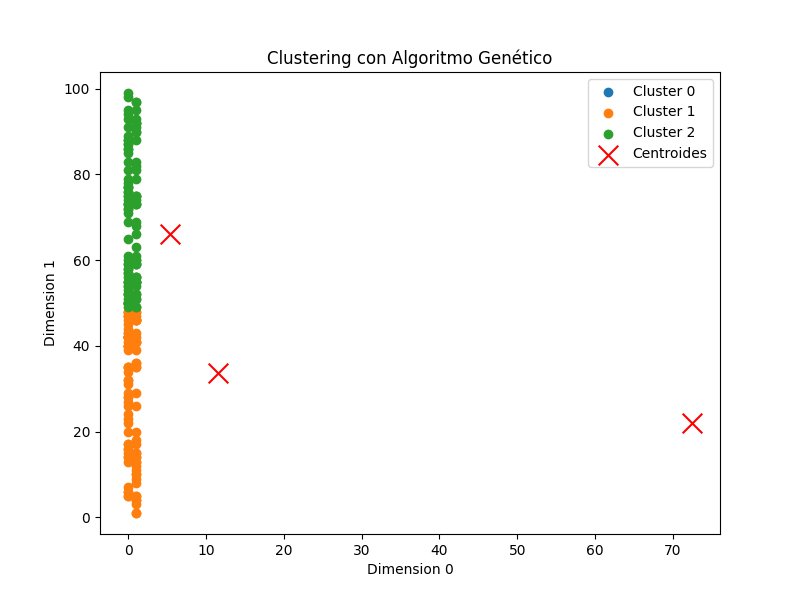 Clustering con Algoritmo Genético
100
80
60
40
20
0
Dimension 1
0 10 20 30 40 50 60 70
Dimension 0
Cluster 0
Cluster 1
Cluster 2
Centroides